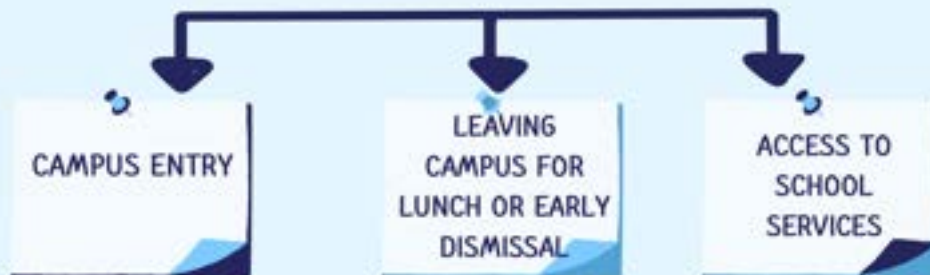 CAMPUS ENTRY
LEAVING
CAMPUS FOR
LUNCH OR EARLY
DISMISSAL
ACCESS TO
SCHOOL
SERVICES